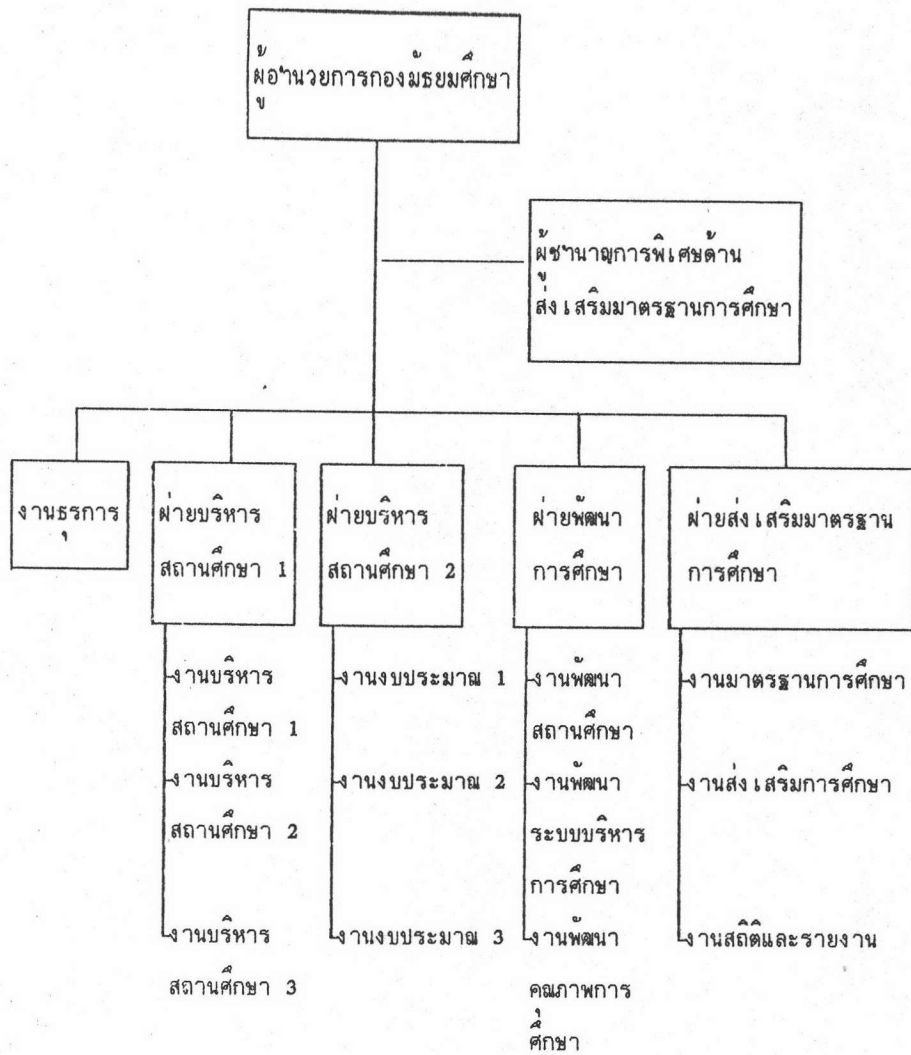 ผู้อำนวยการกองมัธยมศึกษา
ผู้ชำนาญการพิเศษด้าน
ส่งเสริมมาตรฐานการศึกษา
งานธุรการ
ฝ่ายบริหาร
สถานศึกษา 1
ฝ่ายบริหาร
สถานศึกษา 2
ฝ่ายพัฒนา
การศึกษา
ฝ่ายส่งเสริมมาตรฐาน
การศึกษา
งานบริหาร
สถานศึกษา 1
งานบริหาร
สถานศึกษา 2
งานบริหาร
สถานศึกษา 3
งานงบประมาณ 1
งานงบประมาณ 2
งานงบประมาณ 3
งานพัฒนา
สถานศึกษา
งานพัฒนา
ระบบบริหาร
การศึกษา
งานพัฒนา
คุณภาพการ
ศึกษา
งานมาตรฐานการศึกษา
งานส่งเสริมการศึกษา
งานสถิติและรายงาน